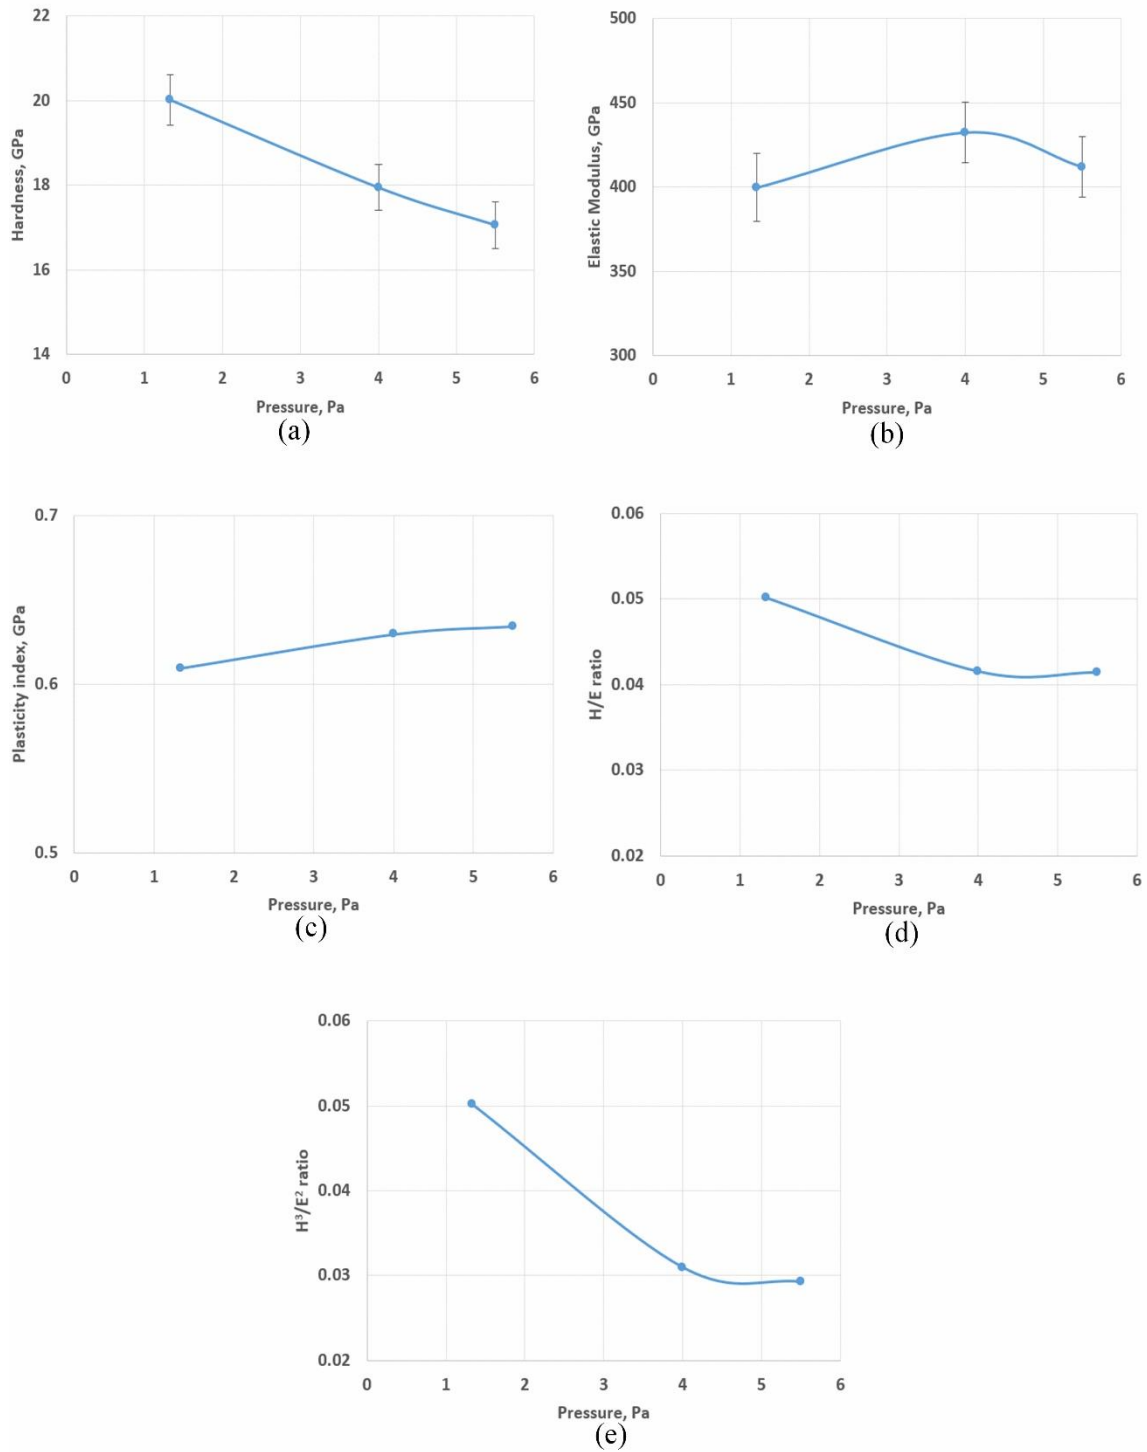 22
20
18
16
14
Hardness, GPa
0 1 2 3 4 5 6
Pressure, Pa
(a)
500
450
400
350
300
Elastic Modulus, GPa
0 1 2 3 4 5 6
Pressure, Pa
(b)
0.7
0.6
0.5
Plasticity index, GPa
0 1 2 3 4 5 6
Pressure, Pa
(c)
0.06
0.05
0.04
0.03
0.02
H/E ratio
0 1 2 3 4 5 6
Pressure, Pa
(d)
0.06
0.05
0.04
0.03
0.02
H³/E² ratio
0 1 2 3 4 5 6
Pressure, Pa
(e)